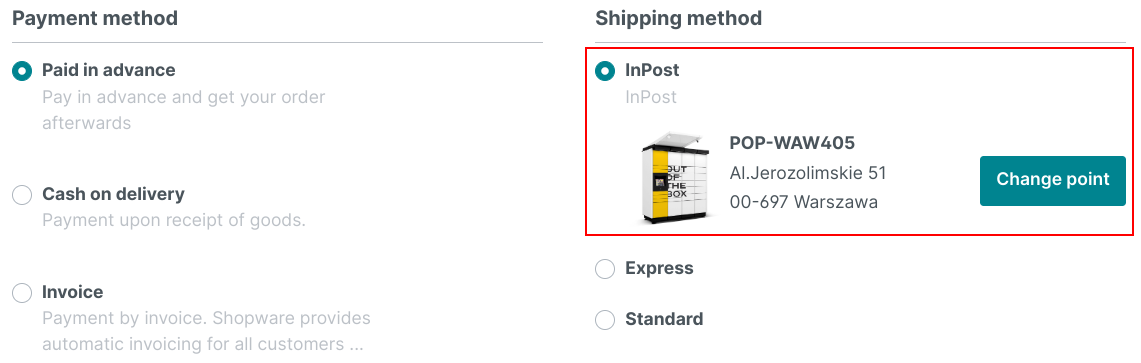 Payment method
Paid in advance
Pay in advance and get your order
afterwards
Cash on delivery
Payment upon receipt of goods.
Invoice
Payment by invoice. Shopware provides
automatic invoicing for all customers ...
Shipping method
InPost
InPost
OUT
OF
THE
BOX
POP-WAW405
Al.Jerozolimskie 51
00-697 Warszawa
Change point
Express
Standard